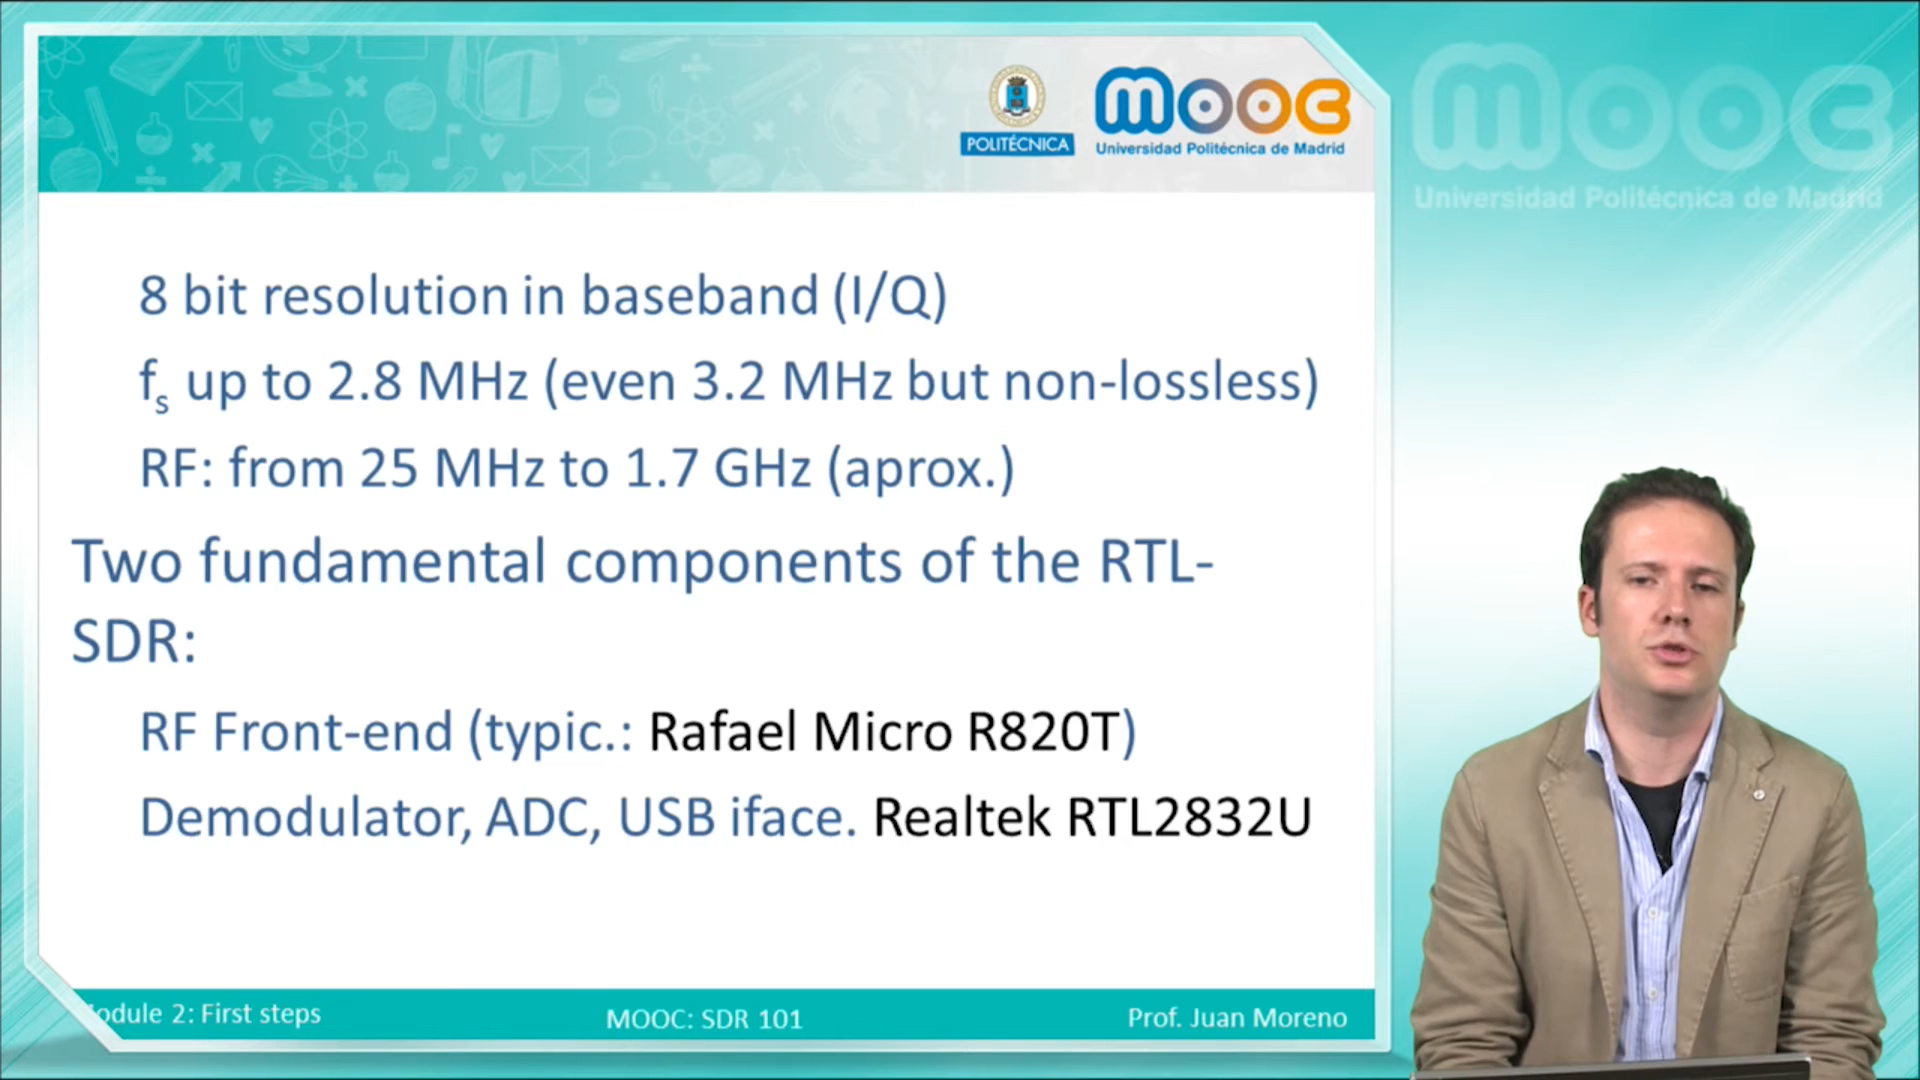 POLITÉCNICA
mooc
Universidad Politécnica de Madrid
mooc
Universidad Politécnica de Madrid
8 bit resolution in baseband (I/Q)
fs up to 2.8 MHz (even 3.2 MHz but non-lossless)
RF: from 25 MHz to 1.7 GHz (aprox.)
Two fundamental components of the RTL-
SDR:
RF Front-end (typic.: Rafael Micro R820T)
Demodulator, ADC, USB iface. Realtek RTL2832U
odule 2: First steps
MOOC: SDR 101
Prof. Juan Moreno